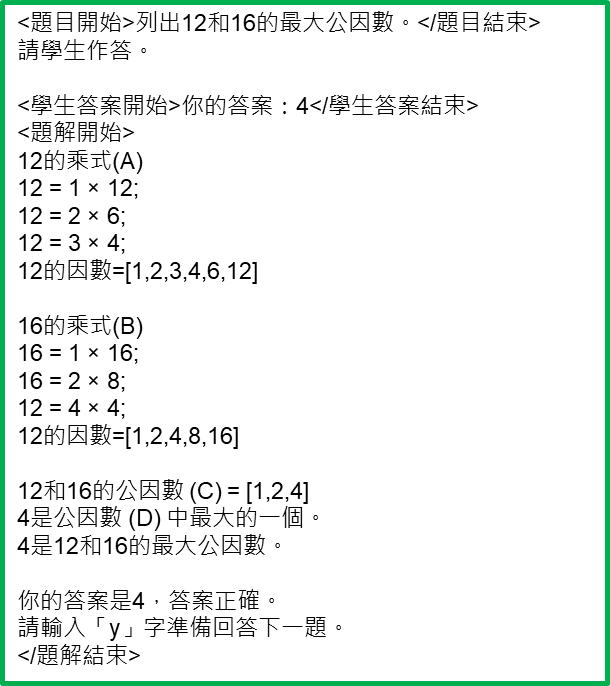 <題目開始>列出12和16的最大公因數。</題目結束>
請學生作答。
<學生答案開始>你的答案：4</學生答案結束>
<題解開始>
12的乘式(A)
12 = 1 × 12;
12 = 2 × 6;
12 = 3 × 4;
12的因數=[1,2,3,4,6,12]
16的乘式(B)
16 = 1 × 16;
16 = 2 × 8;
12 = 4 × 4;
12的因數=[1,2,4,8,16]
12和16的公因數 (C) = [1,2,4]
4是公因數 (D) 中最大的一個。
4是12和16的最大公因數。
你的答案是4，答案正確。
請輸入「y」字準備回答下一題。
</題解結束>